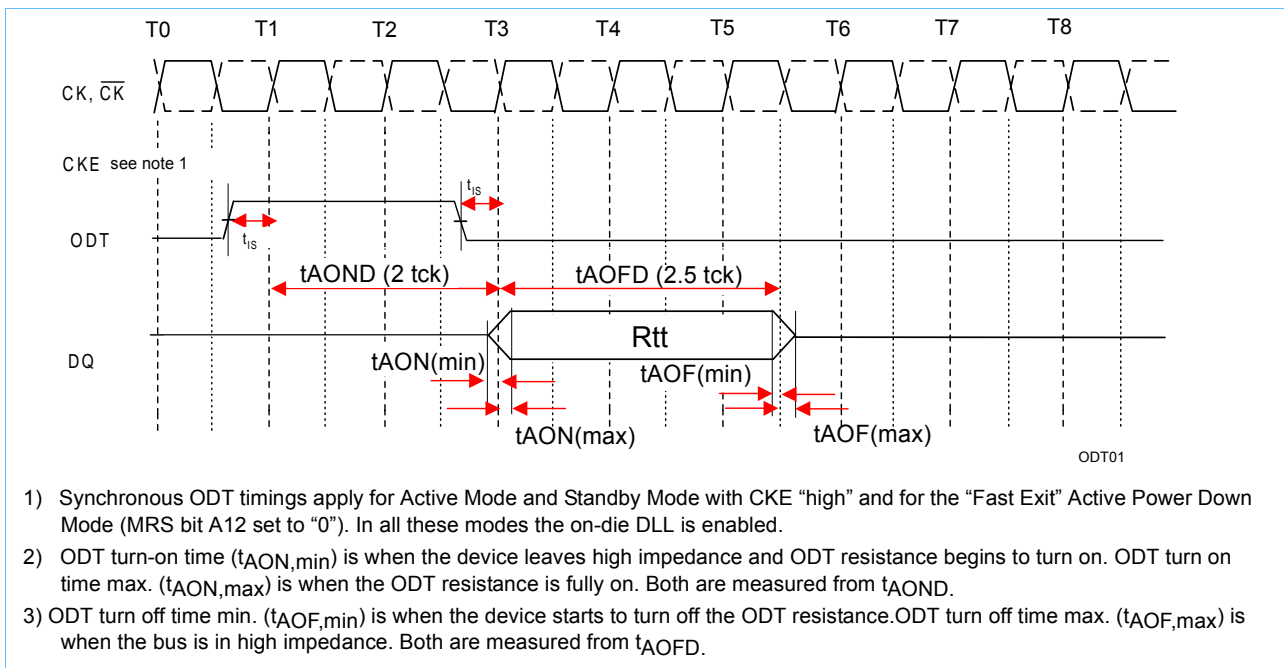 T0 T1 T2 T3 T4 T5 T6 T7 T8
CK, CK
CKE see note 1
tIS
ODT
tIS
tAOND (2 tck)
tAOFD (2.5 tck)
Rtt
DQ
tAON(min)
tAOF(min)
tAON(max)
tAOF(max)
ODT01
1) Synchronous ODT timings apply for Active Mode and Standby Mode with CKE “high” and for the “Fast Exit” Active Power Down
Mode (MRS bit A12 set to “0”). In all these modes the on-die DLL is enabled.
2) ODT turn-on time (tAON,min) is when the device leaves high impedance and ODT resistance begins to turn on. ODT turn on
time max. (tAON,max) is when the ODT resistance is fully on. Both are measured from tAOND.
3) ODT turn off time min. (tAOF,min) is when the device starts to turn off the ODT resistance.ODT turn off time max. (tAOF,max) is
when the bus is in high impedance. Both are measured from tAOFD.